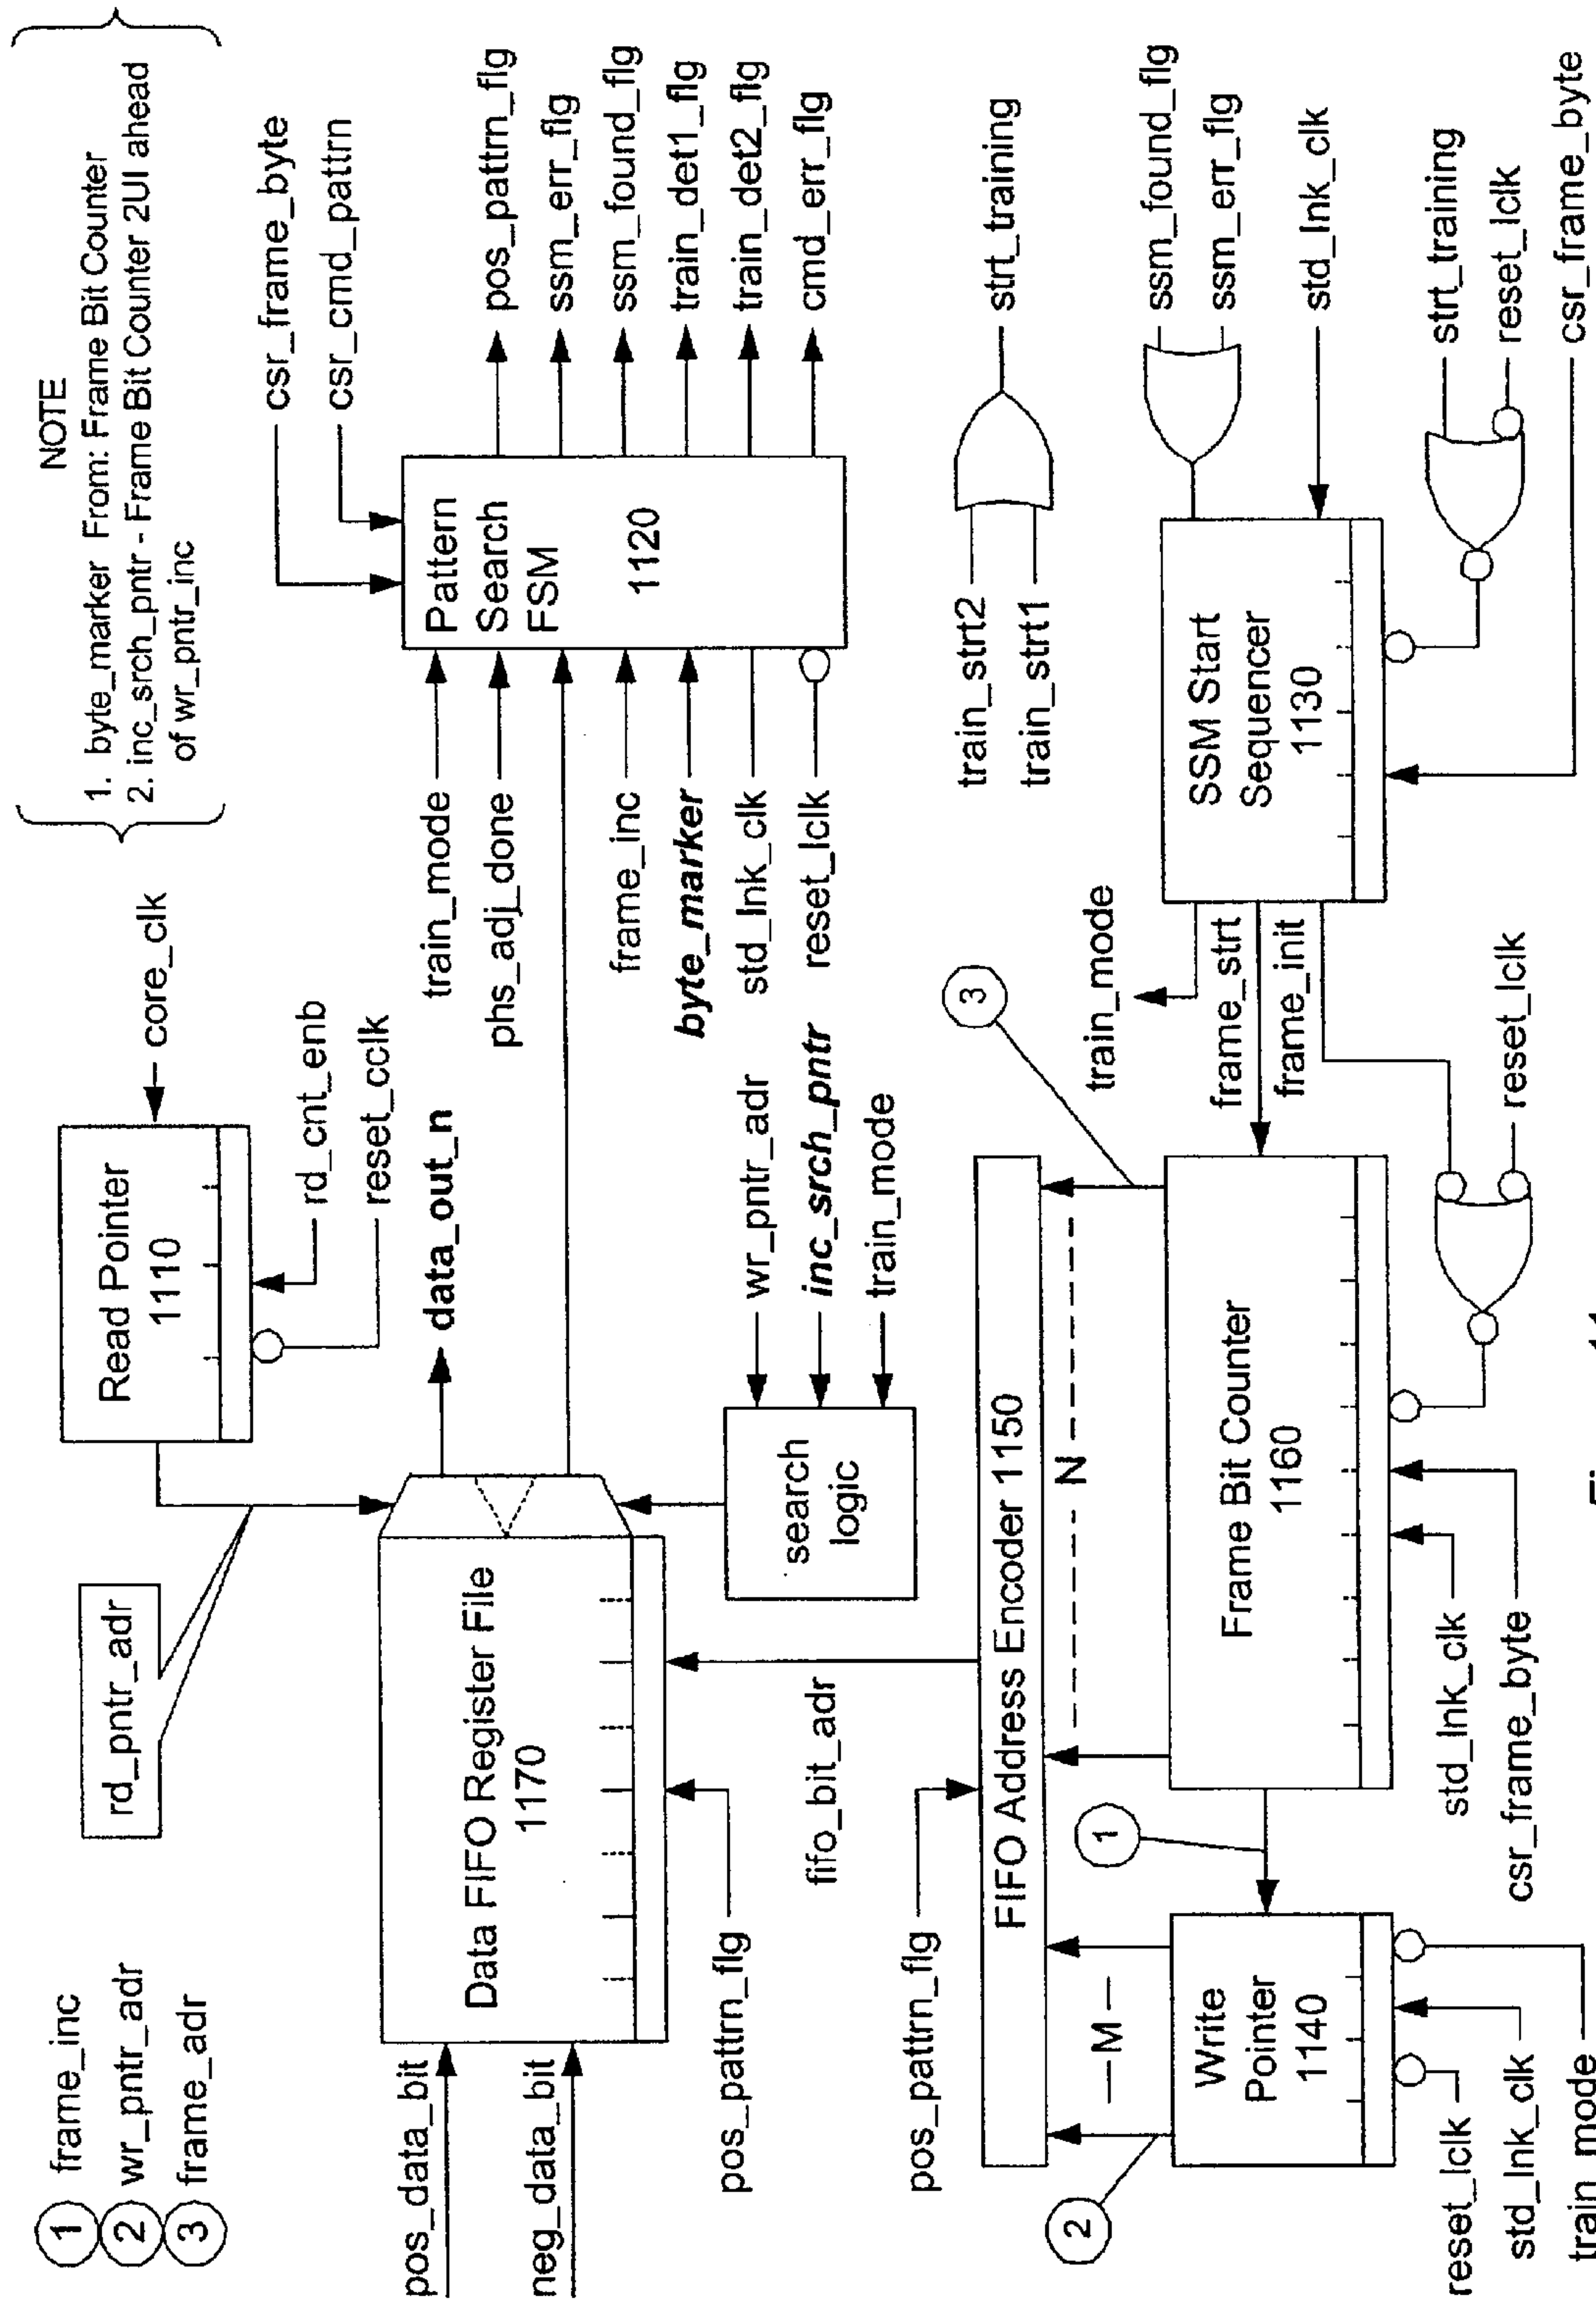 1 frame_inc
2 wr_pntr_adr
3 frame_adr
rd_pntr_adr
Read Pointer
1110
core_clk
rd_cnt_enb
reset_cclk
NOTE
1. byte_marker From: Frame Bit Counter
2. inc_srch_pntr - Frame Bit Counter 2UI ahead
of wr_pntr_inc
pos_data_bit
neg_data_bit
Data FIFO Register File
1170
data_out_n
pos_pattrn_flg
fifo_bit_adr
search
logic
wr_pntr_adr
inc_srch_pntr
train_mode
train_mode
phs_adj_done
frame_inc
byte_marker
std_lnk_clk
reset_lclk
csr_frame_byte
csr_cmd_pattrn
Pattern
Search
FSM
1120
pos_pattrn_flg
ssm_err_flg
ssm_found_flg
train_det1_flg
train_det2_flg
cmd_err_flg
train_strt2
train_strt1
strt_training
pos_pattrn_flg
FIFO Address Encoder 1150
M
N
1
2
3
Write
Pointer
1140
reset_lclk
std_lnk_clk
train_mode
Frame Bit Counter
1160
std_lnk_clk
csr_frame_byte
reset_lclk
train_mode
frame_strt
frame_init
SSM Start
Sequencer
1130
ssm_found_flg
ssm_err_flg
std_lnk_clk
strt_training
reset_lclk
csr_frame_byte